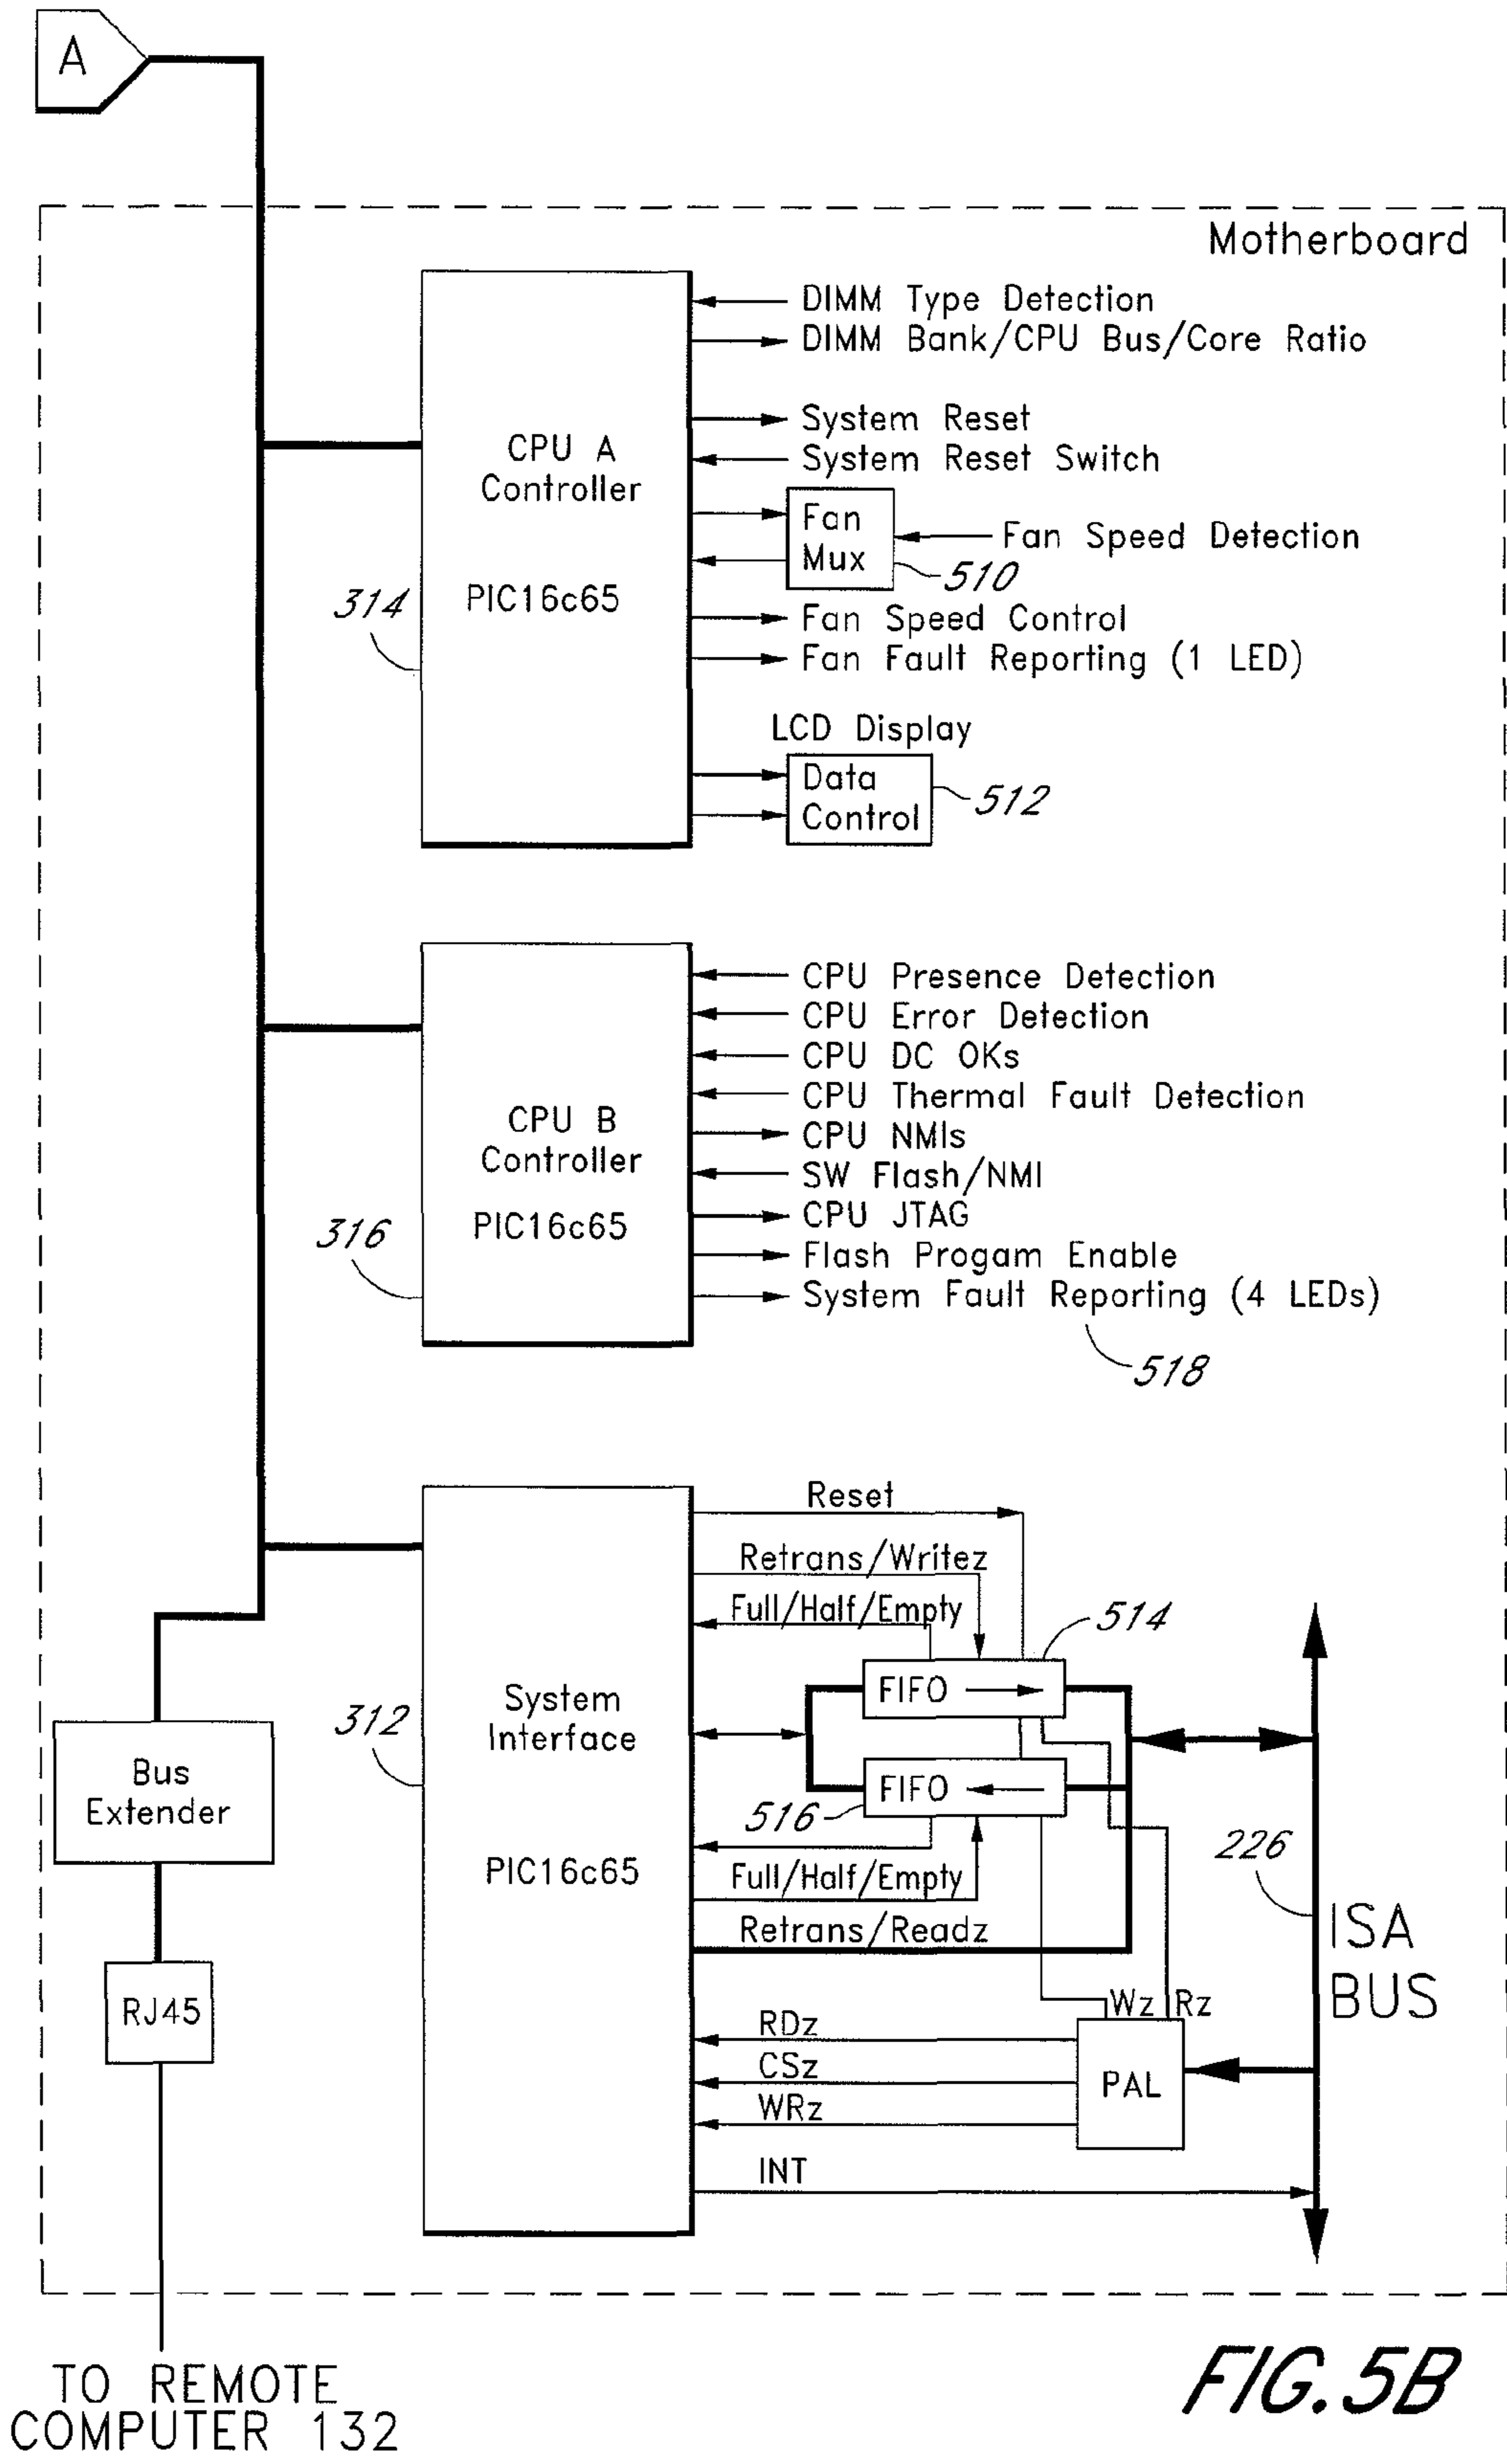 A
Motherboard
DIMM Type Detection
DIMM Bank/CPU Bus/Core Ratio
System Reset
System Reset Switch
CPU A
Controller
PIC16c65
314
Fan
Mux
Fan Speed Detection
510
Fan Speed Control
Fan Fault Reporting (1 LED)
LCD Display
Data
Control
512
CPU Presence Detection
CPU Error Detection
CPU DC OKs
CPU Thermal Fault Detection
CPU NMIs
SW Flash/NMI
CPU JTAG
Flash Progam Enable
System Fault Reporting (4 LEDs)
CPU B
Controller
PIC16c65
316
518
Reset
Retrans/Writez
Full/Half/Empty
514
FIFO
System
Interface
312
FIFO
516
PIC16c65
Full/Half/Empty
Retrans/Readz
Bus
Extender
RJ45
226
ISA
BUS
Wz Rz
RDz
CSz
WRz
PAL
INT
TO REMOTE
COMPUTER 132
FIG. 5B